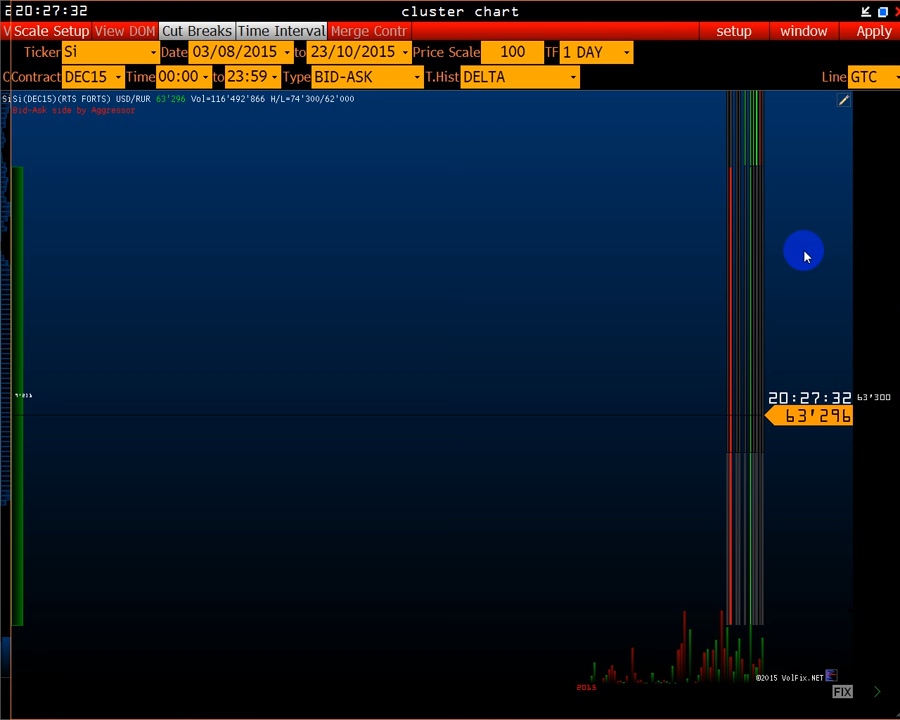 20:27:32 cluster chart
Scale Setup View DOM Cut Breaks Time Interval Merge Contr setup window Apply
Ticker Si Date 03/08/2015 to 23/10/2015 Price Scale 100 TF 1 DAY
Contract DEC15 Time 00:00 to 23:59 Type BID-ASK T.Hist DELTA Line GTC
Si(DEC15)(RTS FORTS) USD/RUR 63'296 Vol=116'492'866 H/L=74'300/62'000
Bid-Ask side by Aggressor
20:27:32 63'300
63'296
©2015 VolFix.NET
2015
FIX